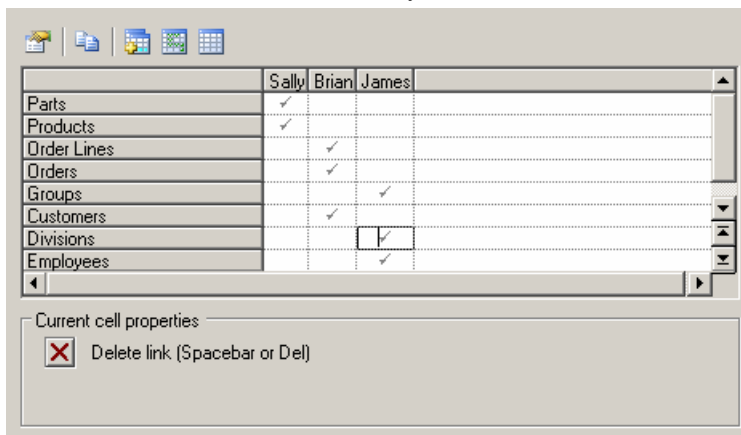 Sally Brian James
Parts
Products
Order Lines
Orders
Groups
Customers
Divisions
Employees
Current cell properties
Delete link (Spacebar or Del)